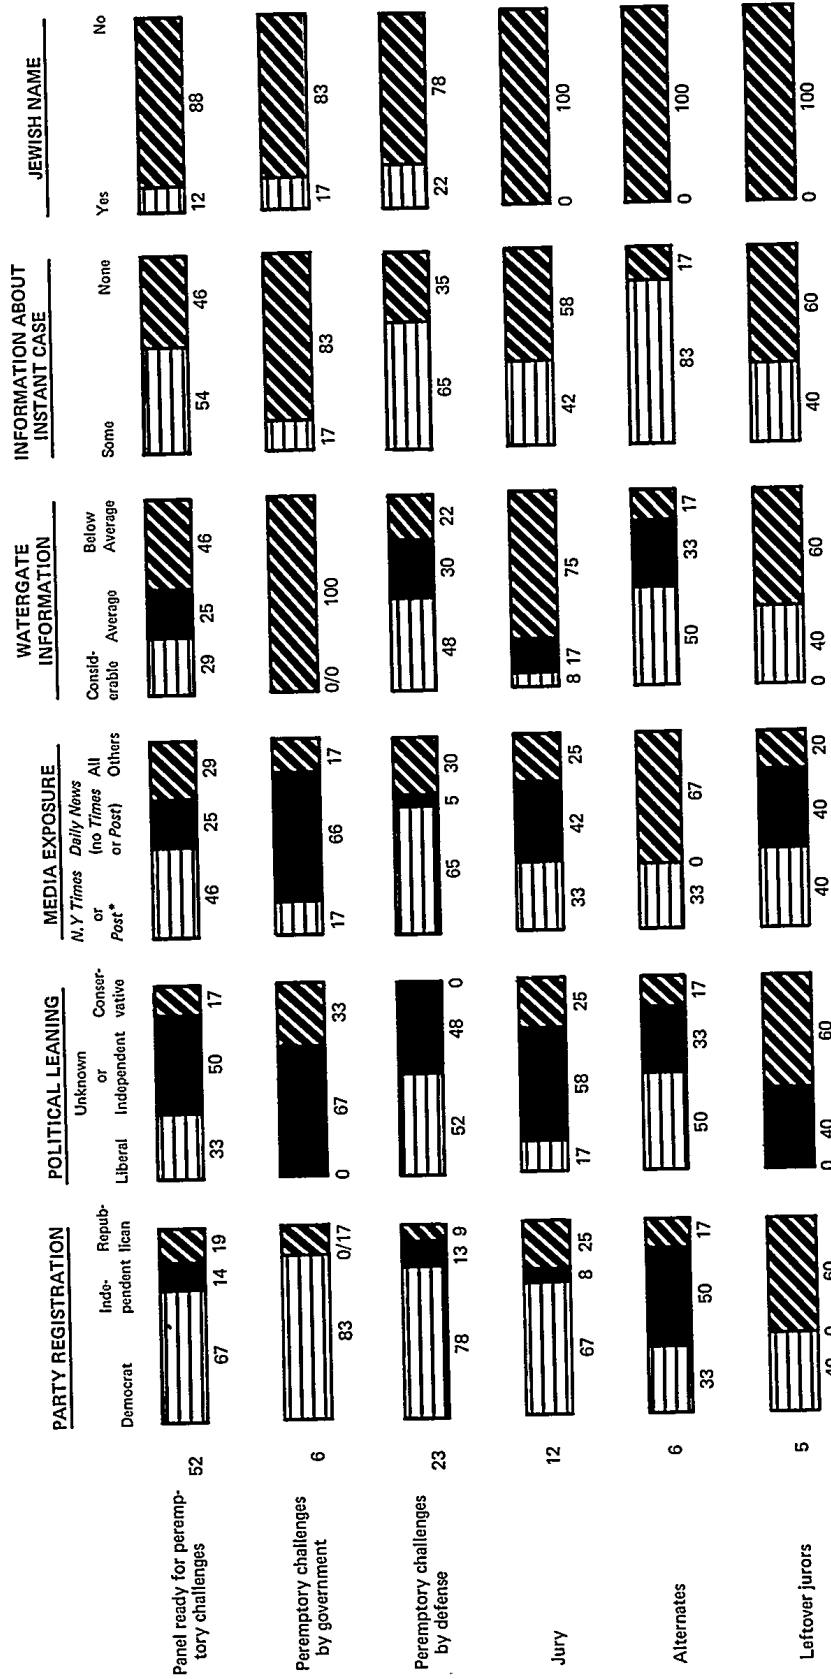 PARTY REGISTRATION
Democrat
Inde-
pendent
Repub-
lican
POLITICAL LEANING
Liberal
Unknown
or
Independent
Conser-
vative
MEDIA EXPOSURE
N.Y Times
or
Post*
Daily News
(no Times
or Post)
All
Others
WATERGATE
INFORMATION
Consid-
erable
Average
Below
Average
INFORMATION ABOUT
INSTANT CASE
Some
None
JEWISH NAME
Yes
No
Panel ready for peremp-
tory challenges
52
67 14 19
33 50 17
46 25 29
29 25 46
54 46
12 88
Peremptory challenges
by government
6
83 0/17
0 67 33
17 66 17
0/0 100
17 83
17 83
Peremptory challenges
by defense
23
78 13 9
52 48 0
65 5 30
48 30 22
65 35
22 78
Jury
12
67 8 25
17 58 25
33 42 25
8 17 75
42 58
0 100
Alternates
6
33 50 17
50 33 17
33 0 67
50 33 17
83 17
0 100
Leftover jurors
5
40 0 60
0 40 60
40 40 20
0 40 60
40 60
0 100